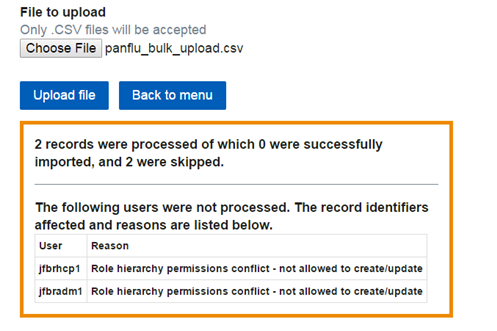 File to upload
Only .CSV files will be accepted
Choose File panflu_bulk_upload.csv
Upload file Back to menu
2 records were processed of which 0 were successfully
imported, and 2 were skipped.
The following users were not processed. The record identifiers
affected and reasons are listed below.
User Reason
jfbrhcp1 Role hierarchy permissions conflict - not allowed to create/update
jfbradm1 Role hierarchy permissions conflict - not allowed to create/update